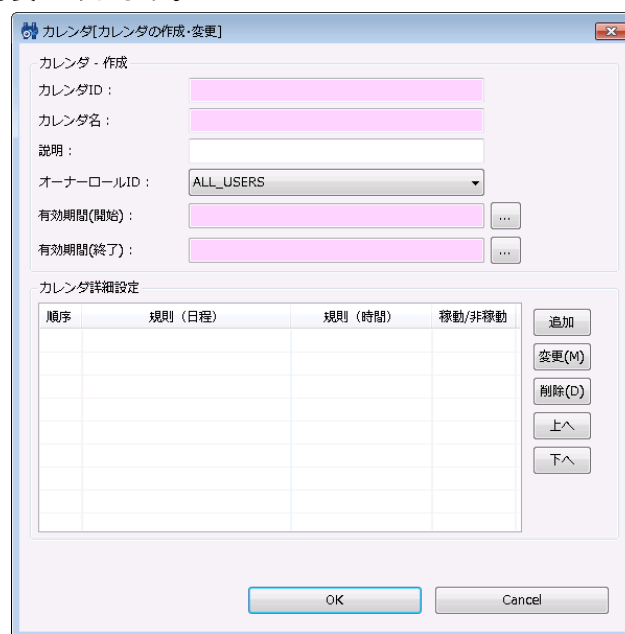 カレンダ[カレンダの作成・変更]
カレンダ - 作成
カレンダID：
カレンダ名：
説明：
オーナーロールID： ALL_USERS
有効期間(開始)： ...
有効期間(終了)： ...
カレンダ詳細設定
順序 規則（日程） 規則（時間） 稼動/非稼動
追加
変更(M)
削除(D)
上へ
下へ
OK Cancel